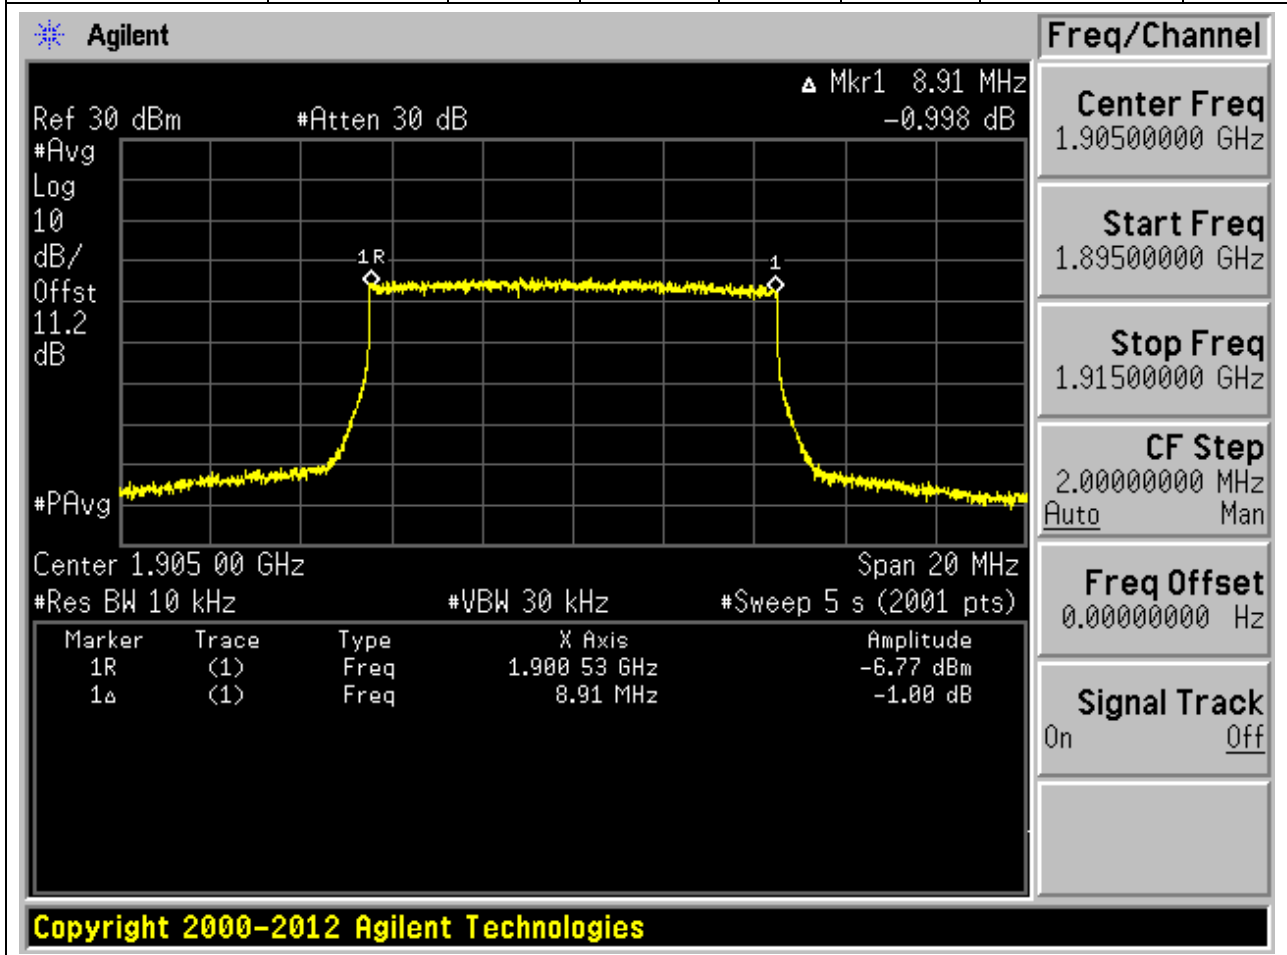 Agilent
Freq/Channel
▵ Mkr1 8.91 MHz
Ref 30 dBm #Atten 30 dB -0.998 dB
#Avg
Log
10
dB/
Offst
11.2
dB
#PAvg
1R
1
Center 1.905 00 GHz Span 20 MHz
#Res BW 10 kHz #VBW 30 kHz #Sweep 5 s (2001 pts)
Marker Trace Type X Axis Amplitude
1R (1) Freq 1.900 53 GHz -6.77 dBm
1▵ (1) Freq 8.91 MHz -1.00 dB
Center Freq
1.90500000 GHz
Start Freq
1.89500000 GHz
Stop Freq
1.91500000 GHz
CF Step
2.00000000 MHz
Auto Man
Freq Offset
0.00000000 Hz
Signal Track
On Off
Copyright 2000-2012 Agilent Technologies